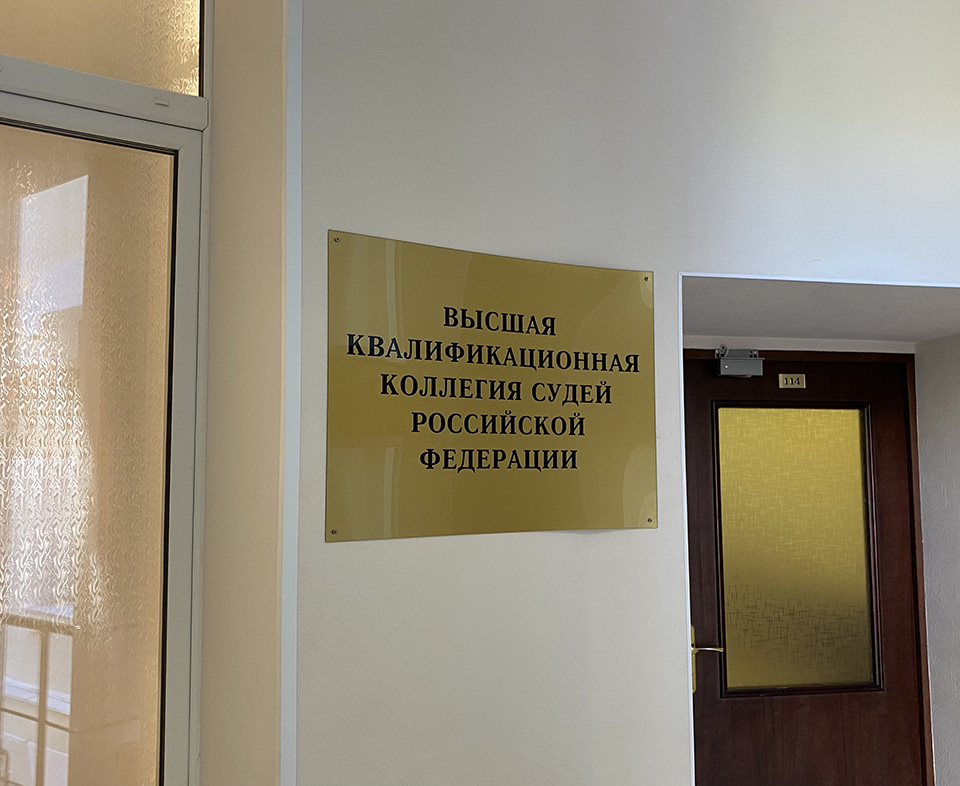 ВЫСШАЯ
КВАЛИФИКАЦИОННАЯ
КОЛЛЕГИЯ СУДЕЙ
РОССИЙСКОЙ
ФЕДЕРАЦИИ
114